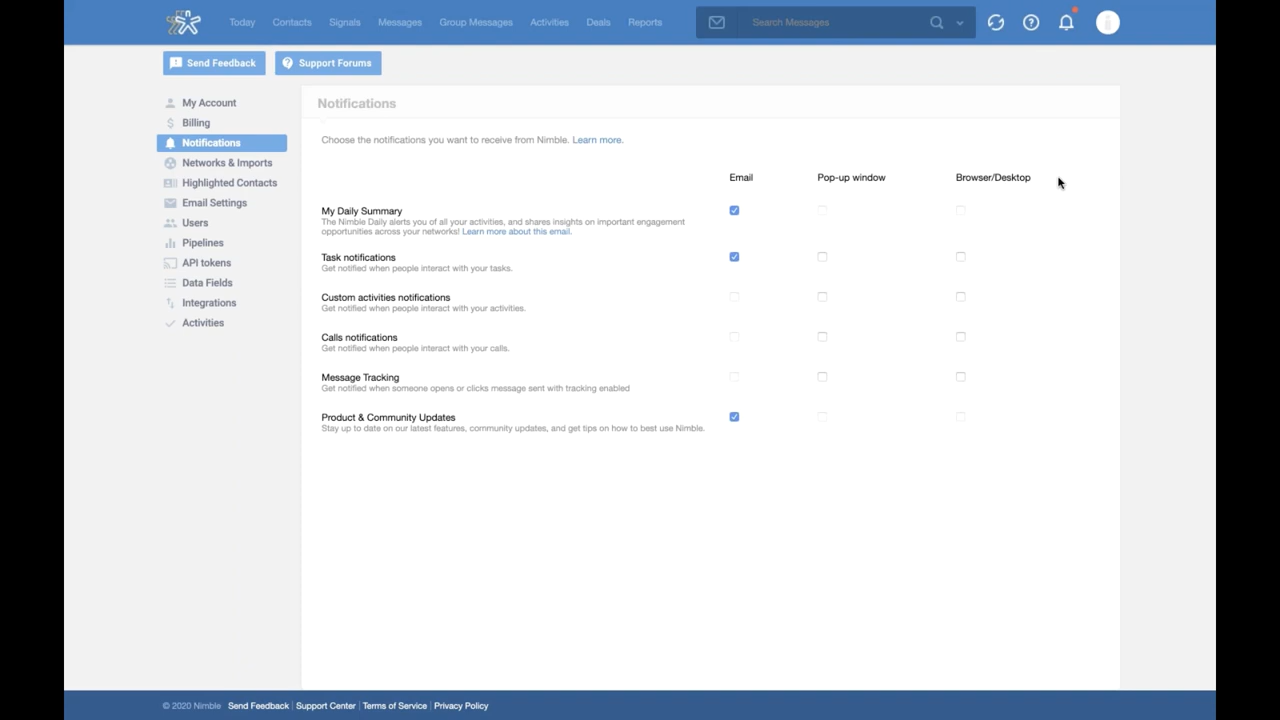 Today Contacts Signals Messages Group Messages Activities Deals Reports Search Messages
Send Feedback Support Forums
My Account
Billing
Notifications
Networks & Imports
Highlighted Contacts
Email Settings
Users
Pipelines
API tokens
Data Fields
Integrations
Activities
Notifications
Choose the notifications you want to receive from Nimble. Learn more.
Email Pop-up window Browser/Desktop
My Daily Summary
The Nimble Daily alerts you of all your activities, and shares insights on important engagement
opportunities across your networks! Learn more about this email.
Task notifications
Get notified when people interact with your tasks.
Custom activities notifications
Get notified when people interact with your activities.
Calls notifications
Get notified when people interact with your calls.
Message Tracking
Get notified when someone opens or clicks message sent with tracking enabled
Product & Community Updates
Stay up to date on our latest features, community updates, and get tips on how to best use Nimble.
© 2020 Nimble Send Feedback | Support Center | Terms of Service | Privacy Policy